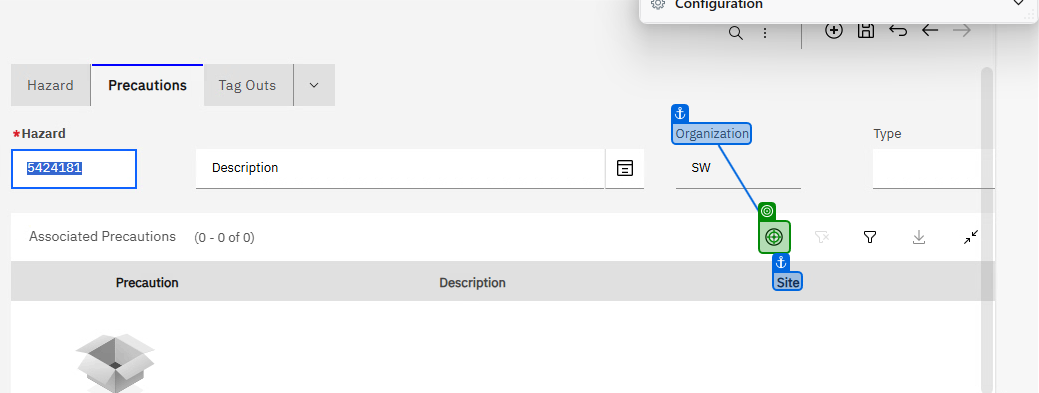 Configuration
Hazard Precautions Tag Outs
*Hazard Organization Type
5424181 Description SW
Associated Precautions (0 - 0 of 0)
Precaution Description Site